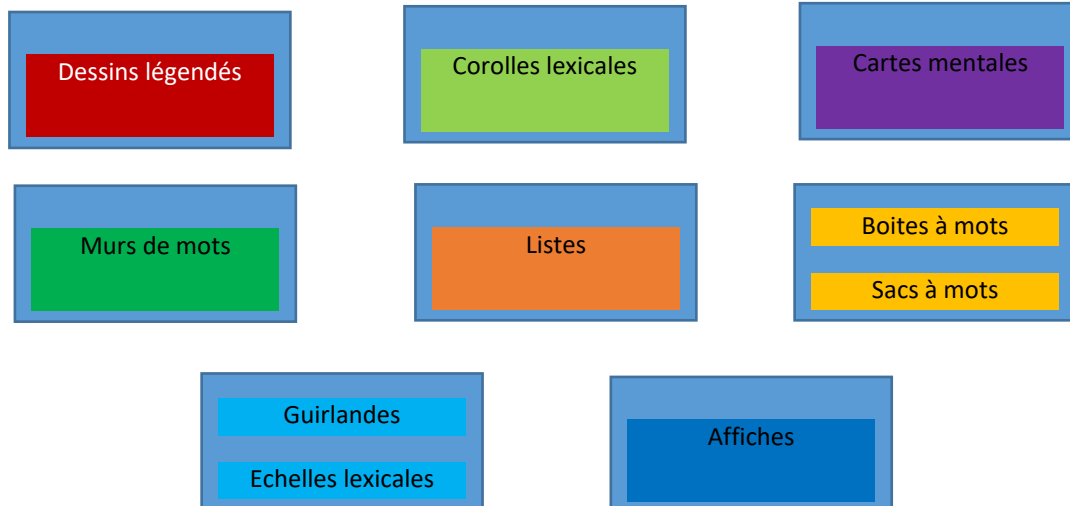 Dessins légendés
Corolles lexicales
Cartes mentales
Murs de mots
Listes
Boites à mots
Sacs à mots
Guirlandes
Echelles lexicales
Affiches